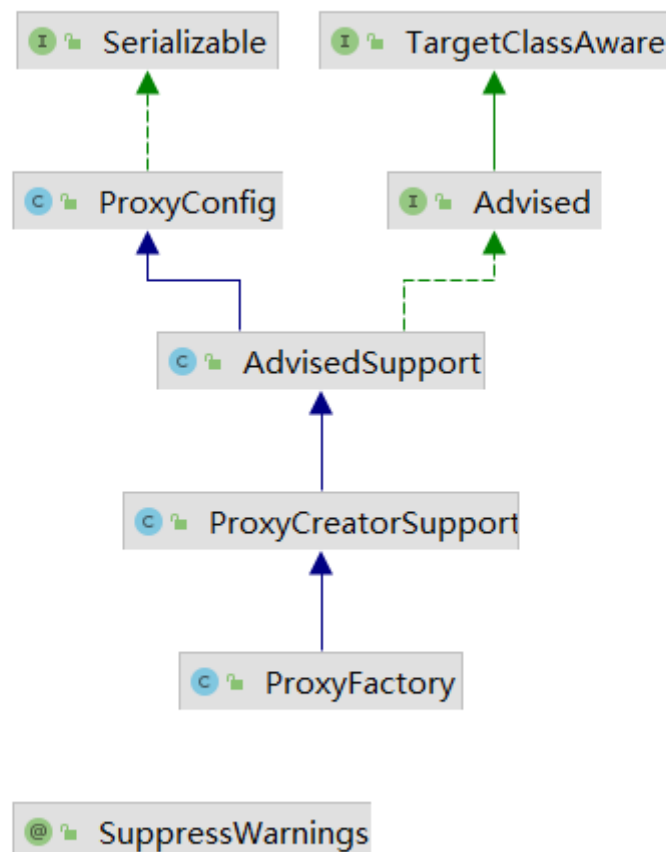 I Serializable
I TargetClassAware
C ProxyConfig
I Advised
C AdvisedSupport
C ProxyCreatorSupport
C ProxyFactory
@ SuppressWarnings